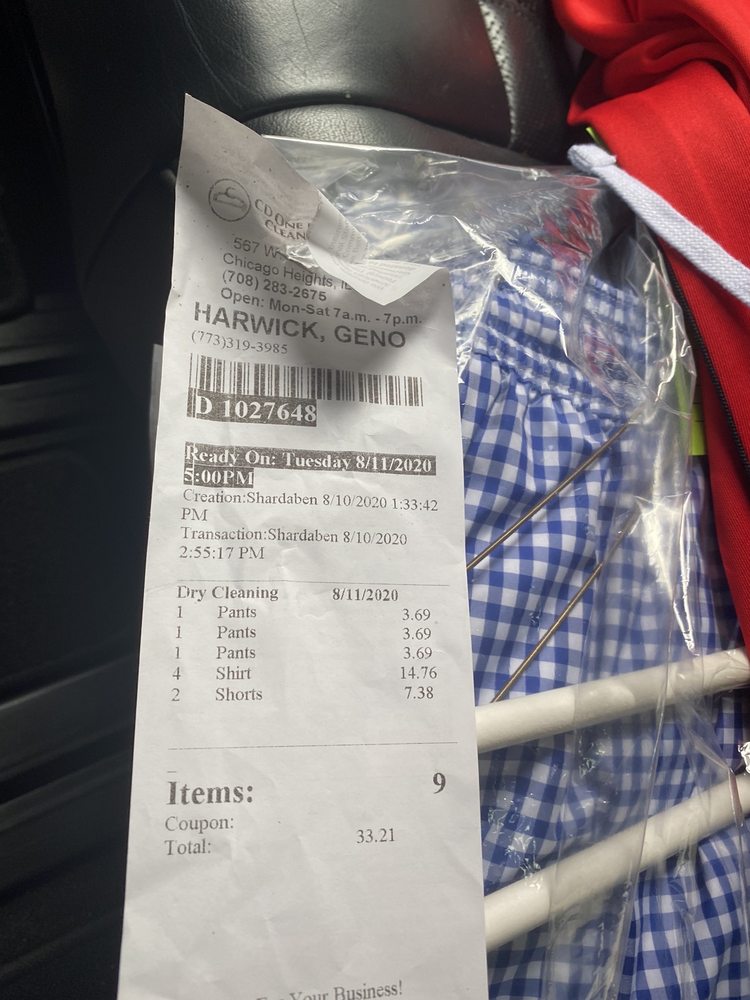 CD ONE
CLEAN
567 W
Chicago Heights, IL
(708) 283-2675
Open: Mon-Sat 7a.m. - 7p.m.
HARWICK, GENO
(773)319-3985
D 1027648
Ready On: Tuesday 8/11/2020
5:00PM
Creation:Shardaben 8/10/2020 1:33:42
PM
Transaction:Shardaben 8/10/2020
2:55:17 PM
Dry Cleaning 8/11/2020
1 Pants 3.69
1 Pants 3.69
1 Pants 3.69
4 Shirt 14.76
2 Shorts 7.38
Items: 9
Coupon:
Total: 33.21
Your Business!